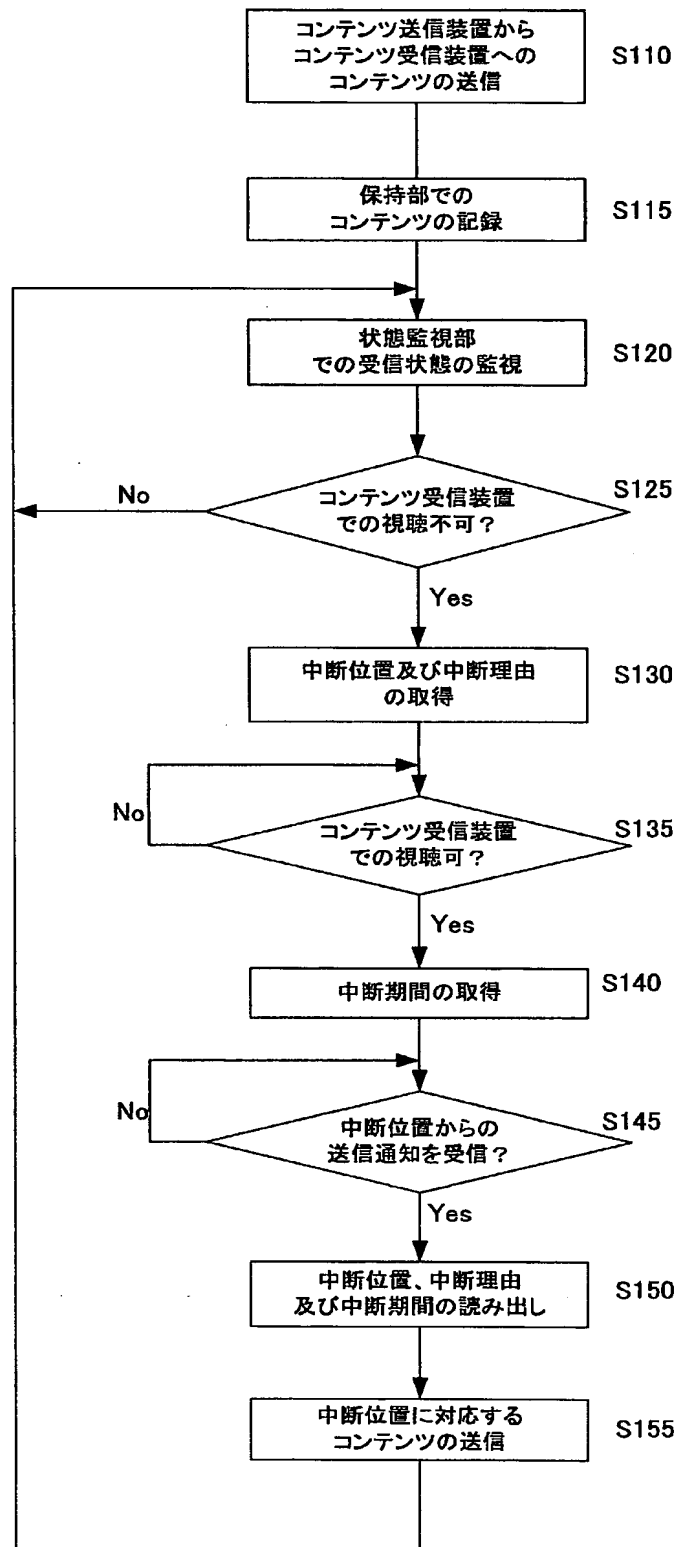 コンテンツ送信装置から
コンテンツ受信装置への
コンテンツの送信
S110
保持部での
コンテンツの記録
S115
状態監視部
での受信状態の監視
S120
コンテンツ受信装置
での視聴不可？
S125
No
Yes
中断位置及び中断理由
の取得
S130
コンテンツ受信装置
での視聴可？
S135
No
Yes
中断期間の取得
S140
中断位置からの
送信通知を受信？
S145
No
Yes
中断位置、中断理由
及び中断期間の読み出し
S150
中断位置に対応する
コンテンツの送信
S155